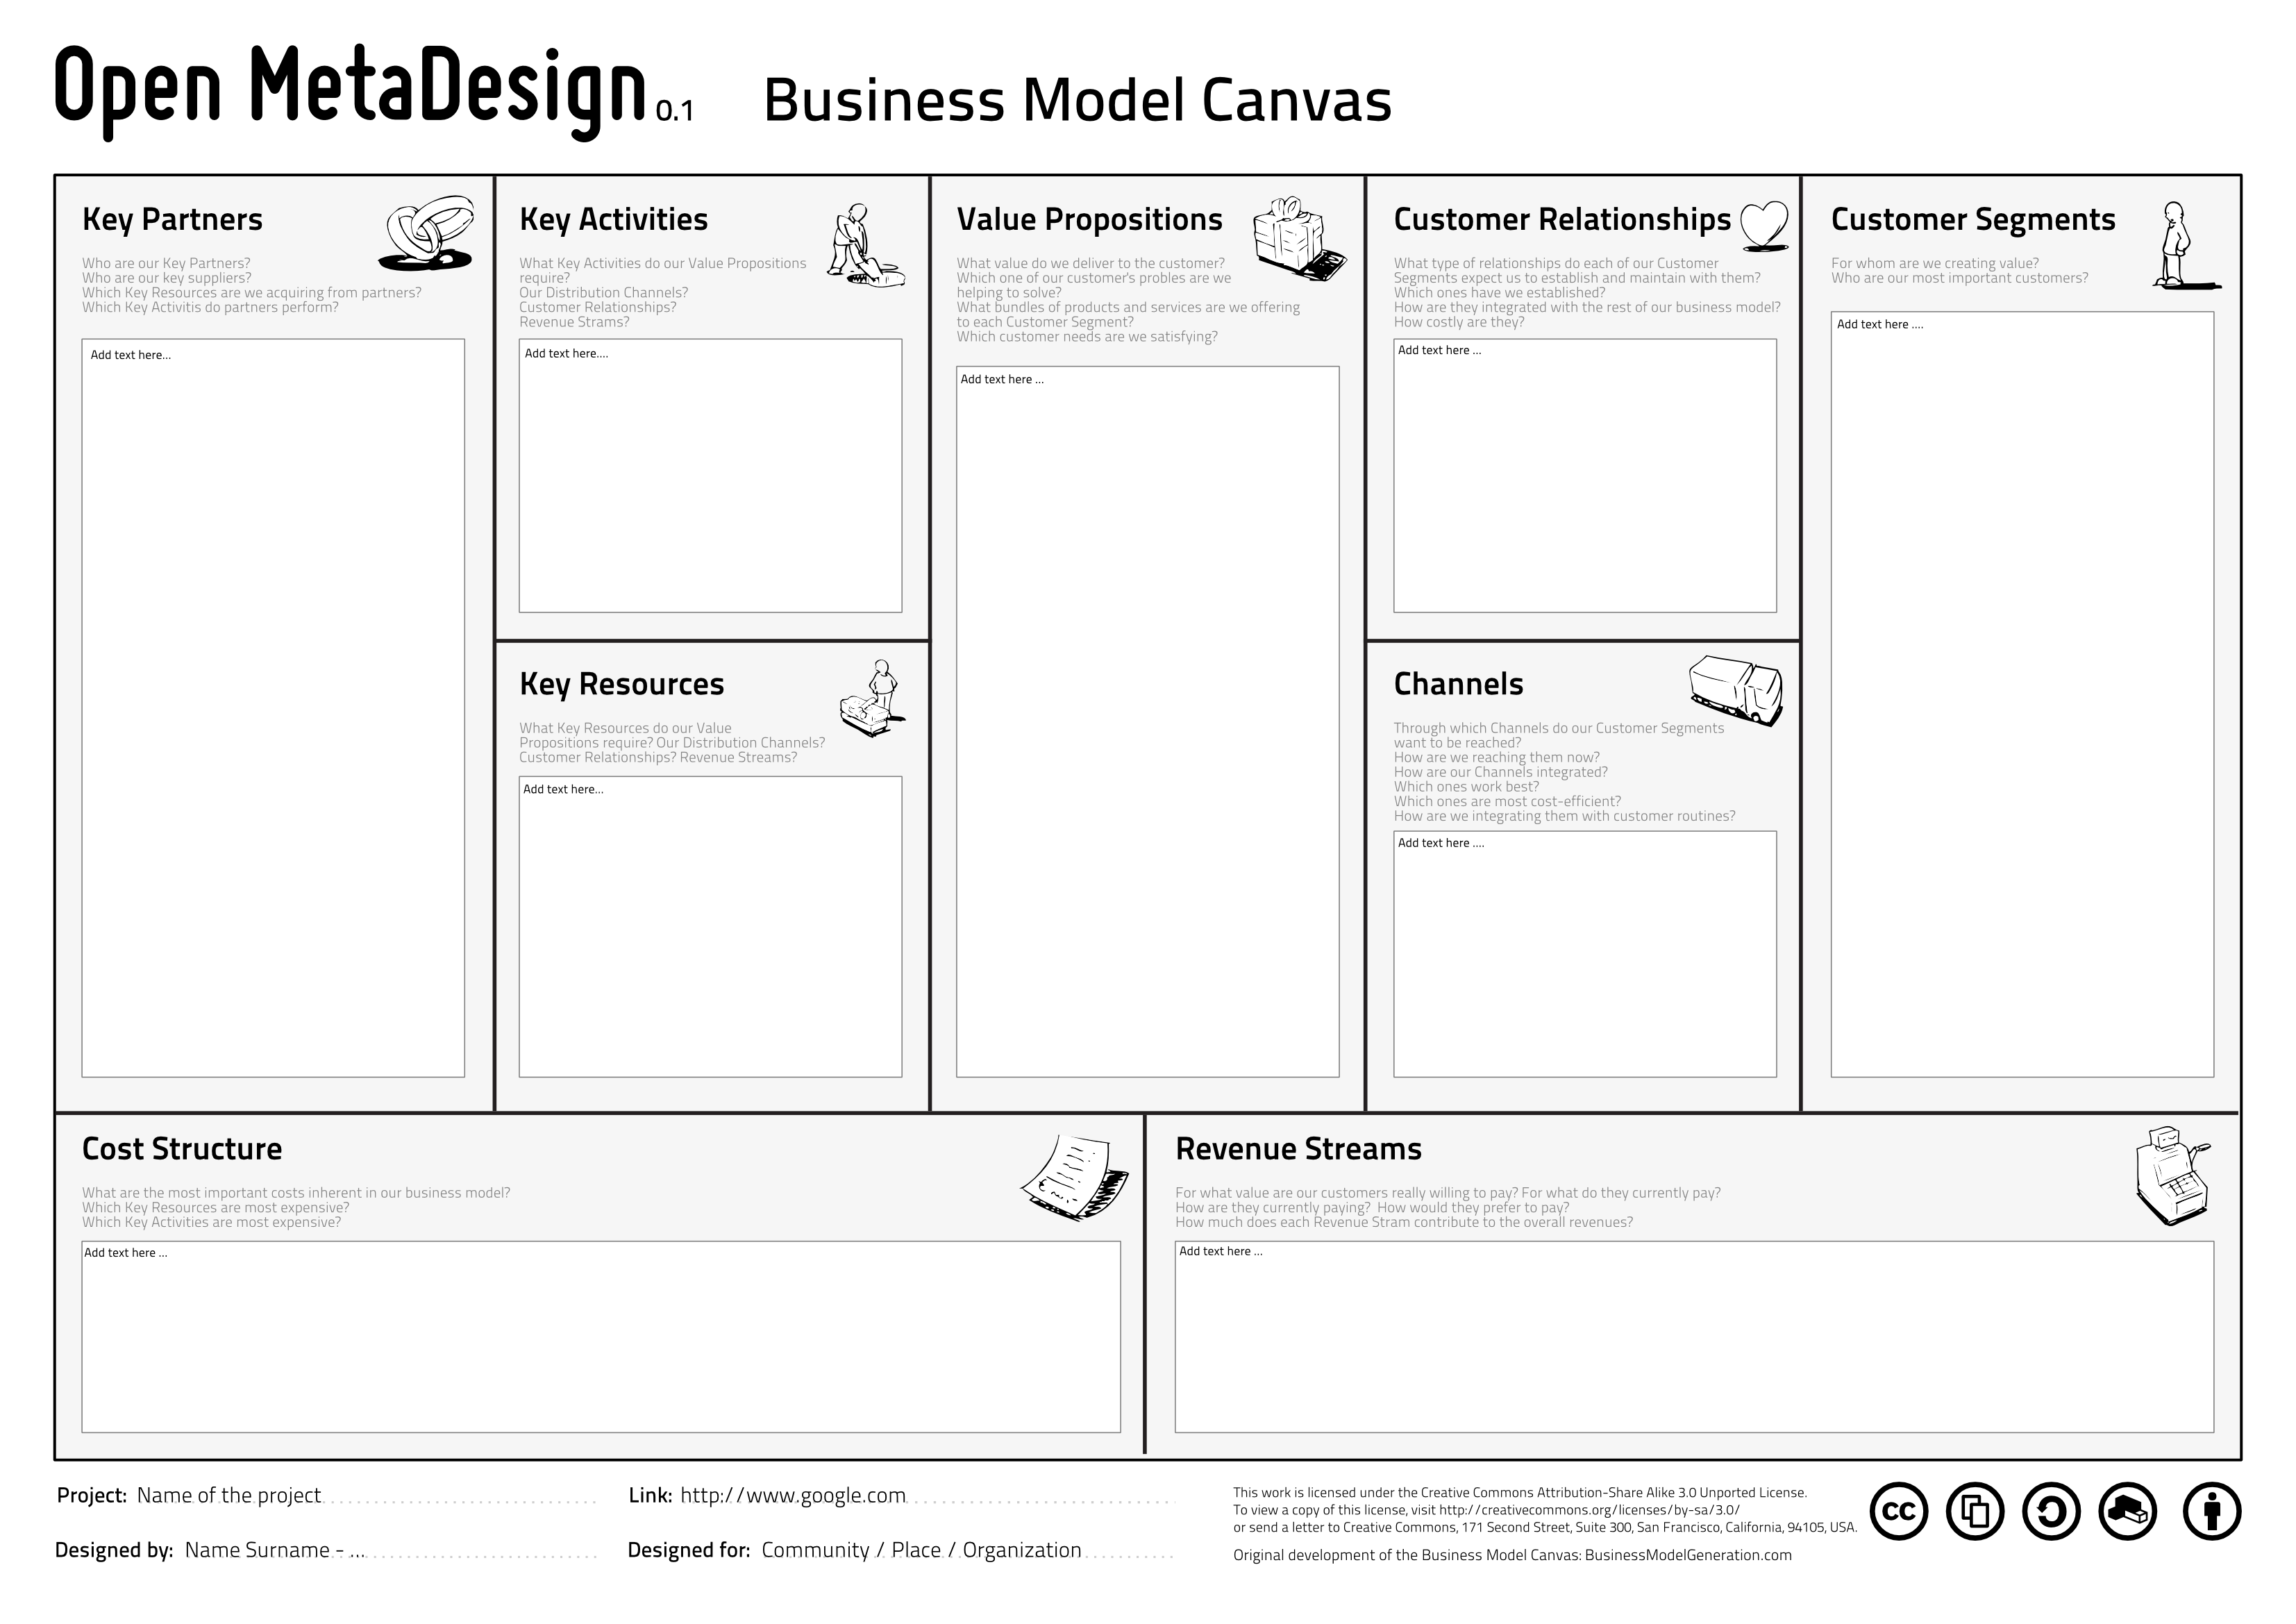 Open MetaDesign 0.1 Business Model Canvas
Key Partners
Who are our Key Partners?
Who are our key suppliers?
Which Key Resources are we acquiring from partners?
Which Key Activitis do partners perform?
Add text here...
Key Activities
What Key Activities do our Value Propositions
require?
Our Distribution Channels?
Customer Relationships?
Revenue Strams?
Add text here....
Key Resources
What Key Resources do our Value
Propositions require? Our Distribution Channels?
Customer Relationships? Revenue Streams?
Add text here...
Value Propositions
What value do we deliver to the customer?
Which one of our customer's probles are we
helping to solve?
What bundles of products and services are we offering
to each Customer Segment?
Which customer needs are we satisfying?
Add text here ...
Customer Relationships
What type of relationships do each of our Customer
Segments expect us to establish and maintain with them?
Which ones have we established?
How are they integrated with the rest of our business model?
How costly are they?
Add text here ...
Channels
Through which Channels do our Customer Segments
want to be reached?
How are we reaching them now?
How are our Channels integrated?
Which ones work best?
Which ones are most cost-efficient?
How are we integrating them with customer routines?
Add text here ....
Customer Segments
For whom are we creating value?
Who are our most important customers?
Add text here ....
Cost Structure
What are the most important costs inherent in our business model?
Which Key Resources are most expensive?
Which Key Activities are most expensive?
Add text here ...
Revenue Streams
For what value are our customers really willing to pay? For what do they currently pay?
How are they currently paying? How would they prefer to pay?
How much does each Revenue Stram contribute to the overall revenues?
Add text here ...
Project: Name of the project
Designed by: Name Surname - ...
Link: http://www.google.com
Designed for: Community / Place / Organization
This work is licensed under the Creative Commons Attribution-Share Alike 3.0 Unported License.
To view a copy of this license, visit http://creativecommons.org/licenses/by-sa/3.0/
or send a letter to Creative Commons, 171 Second Street, Suite 300, San Francisco, California, 94105, USA.
Original development of the Business Model Canvas: BusinessModelGeneration.com
cc